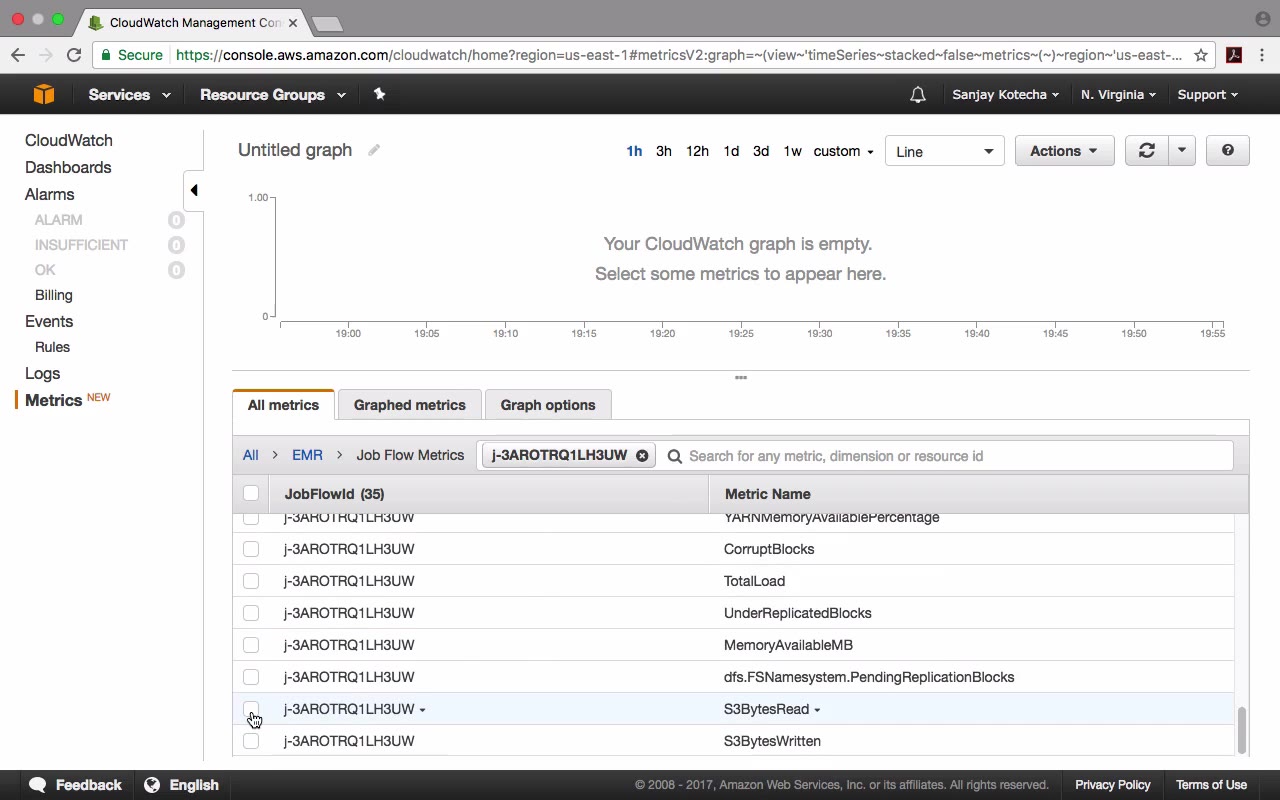 CloudWatch Management Con
Secure https://console.aws.amazon.com/cloudwatch/home?region=us-east-1#metricsV2:graph=~(view~'timeSeries~stacked~false~metrics~(~)~region~'us-east-...
Services Resource Groups Sanjay Kotecha N. Virginia Support
CloudWatch
Dashboards
Alarms
ALARM 0
INSUFFICIENT 0
OK 0
Billing
Events
Rules
Logs
Metrics NEW
Untitled graph 1h 3h 12h 1d 3d 1w custom Line Actions
1.00
Your CloudWatch graph is empty.
Select some metrics to appear here.
0
19:00 19:05 19:10 19:15 19:20 19:25 19:30 19:35 19:40 19:45 19:50 19:55
All metrics Graphed metrics Graph options
All > EMR > Job Flow Metrics j-3AROTRQ1LH3UW Search for any metric, dimension or resource id
JobFlowId (35) Metric Name
j-3AROTRQ1LH3UW YARNMemoryAvailablePercentage
j-3AROTRQ1LH3UW CorruptBlocks
j-3AROTRQ1LH3UW TotalLoad
j-3AROTRQ1LH3UW UnderReplicatedBlocks
j-3AROTRQ1LH3UW MemoryAvailableMB
j-3AROTRQ1LH3UW dfs.FSNamesystem.PendingReplicationBlocks
j-3AROTRQ1LH3UW S3BytesRead
j-3AROTRQ1LH3UW S3BytesWritten
Feedback English © 2008 - 2017, Amazon Web Services, Inc. or its affiliates. All rights reserved. Privacy Policy Terms of Use